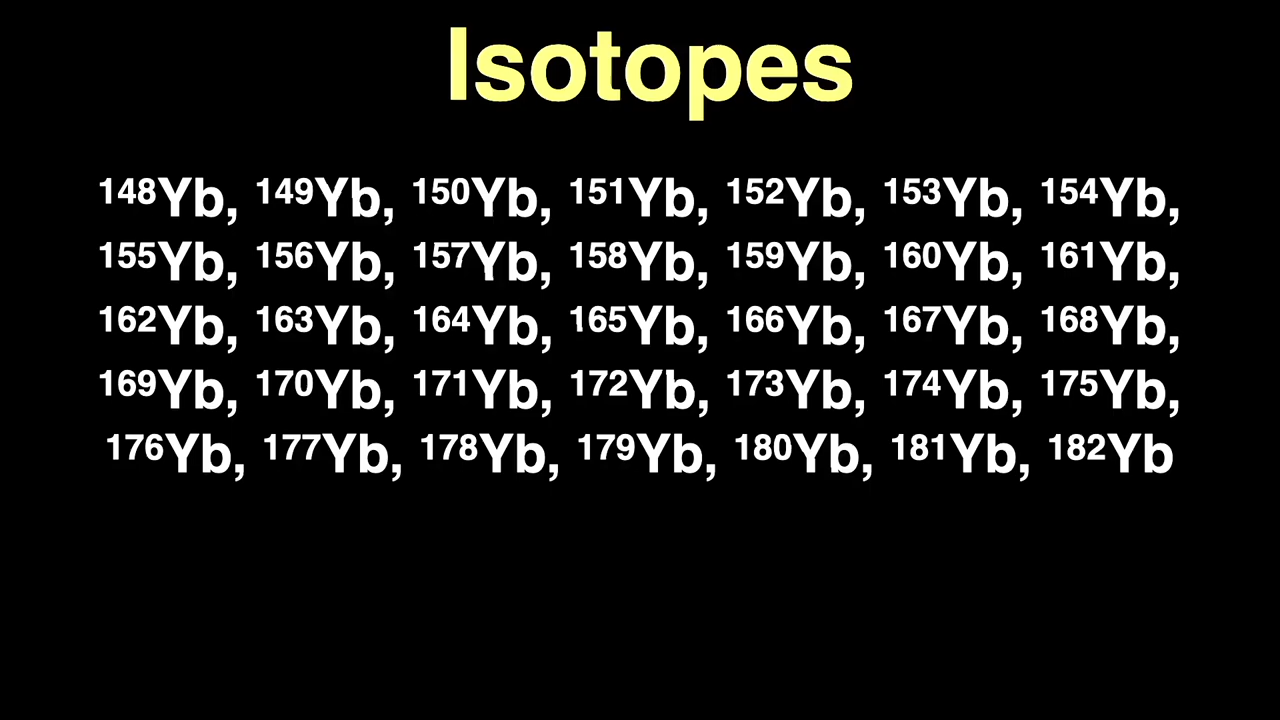 Isotopes
¹⁴⁸Yb, ¹⁴⁹Yb, ¹⁵⁰Yb, ¹⁵¹Yb, ¹⁵²Yb, ¹⁵³Yb, ¹⁵⁴Yb,
¹⁵⁵Yb, ¹⁵⁶Yb, ¹⁵⁷Yb, ¹⁵⁸Yb, ¹⁵⁹Yb, ¹⁶⁰Yb, ¹⁶¹Yb,
¹⁶²Yb, ¹⁶³Yb, ¹⁶⁴Yb, ¹⁶⁵Yb, ¹⁶⁶Yb, ¹⁶⁷Yb, ¹⁶⁸Yb,
¹⁶⁹Yb, ¹⁷⁰Yb, ¹⁷¹Yb, ¹⁷²Yb, ¹⁷³Yb, ¹⁷⁴Yb, ¹⁷⁵Yb,
¹⁷⁶Yb, ¹⁷⁷Yb, ¹⁷⁸Yb, ¹⁷⁹Yb, ¹⁸⁰Yb, ¹⁸¹Yb, ¹⁸²Yb